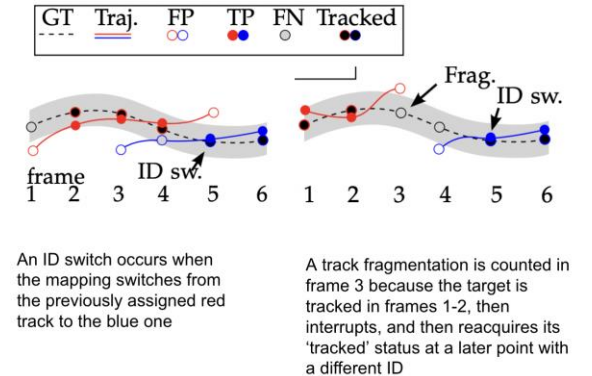 GT Traj. FP TP FN Tracked
Frag.
ID sw.
ID sw.
frame
1 2 3 4 5 6
1 2 3 4 5 6
An ID switch occurs when
the mapping switches from
the previously assigned red
track to the blue one
A track fragmentation is counted in
frame 3 because the target is
tracked in frames 1-2, then
interrupts, and then reacquires its
‘tracked’ status at a later point with
a different ID